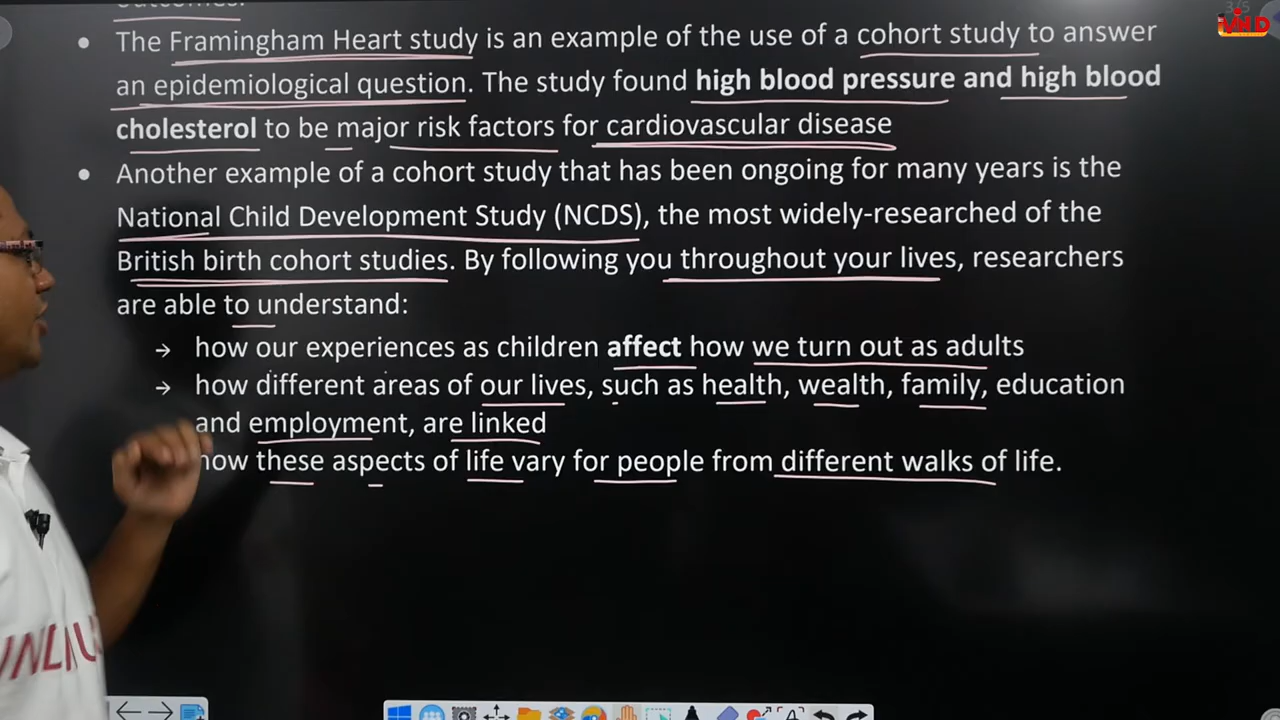 outcomes.
3/5
• The Framingham Heart study is an example of the use of a cohort study to answer
an epidemiological question. The study found high blood pressure and high blood
cholesterol to be major risk factors for cardiovascular disease
• Another example of a cohort study that has been ongoing for many years is the
National Child Development Study (NCDS), the most widely-researched of the
British birth cohort studies. By following you throughout your lives, researchers
are able to understand:
→ how our experiences as children affect how we turn out as adults
→ how different areas of our lives, such as health, wealth, family, education
and employment, are linked
how these aspects of life vary for people from different walks of life.